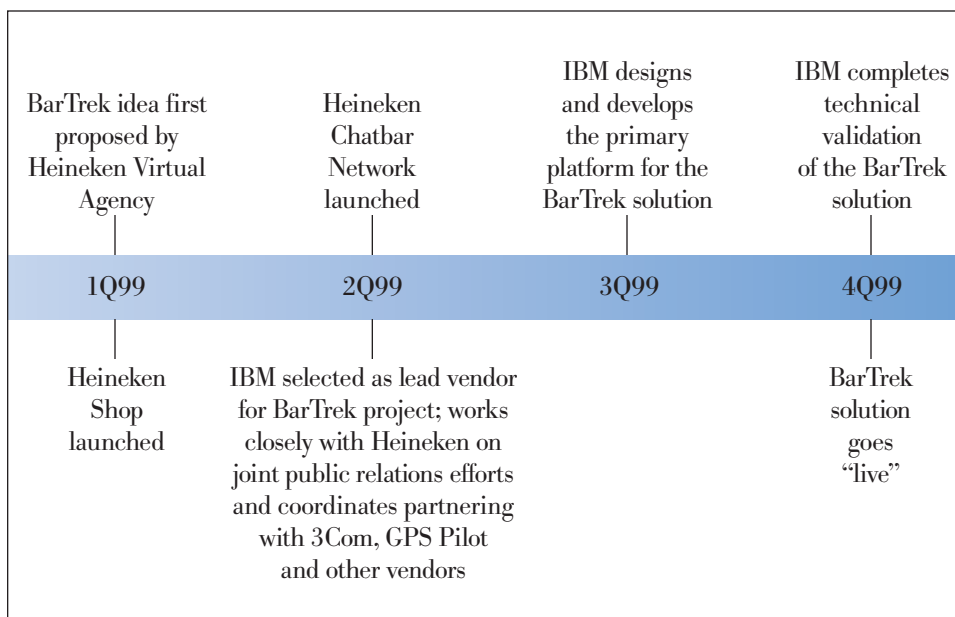 BarTrek idea first
proposed by
Heineken Virtual
Agency
Heineken
Chatbar
Network
launched
IBM designs
and develops
the primary
platform for the
BarTrek solution
IBM completes
technical
validation
of the BarTrek
solution
1Q99
2Q99
3Q99
4Q99
Heineken
Shop
launched
IBM selected as lead vendor
for BarTrek project; works
closely with Heineken on
joint public relations efforts
and coordinates partnering
with 3Com, GPS Pilot
and other vendors
BarTrek
solution
goes
“live”